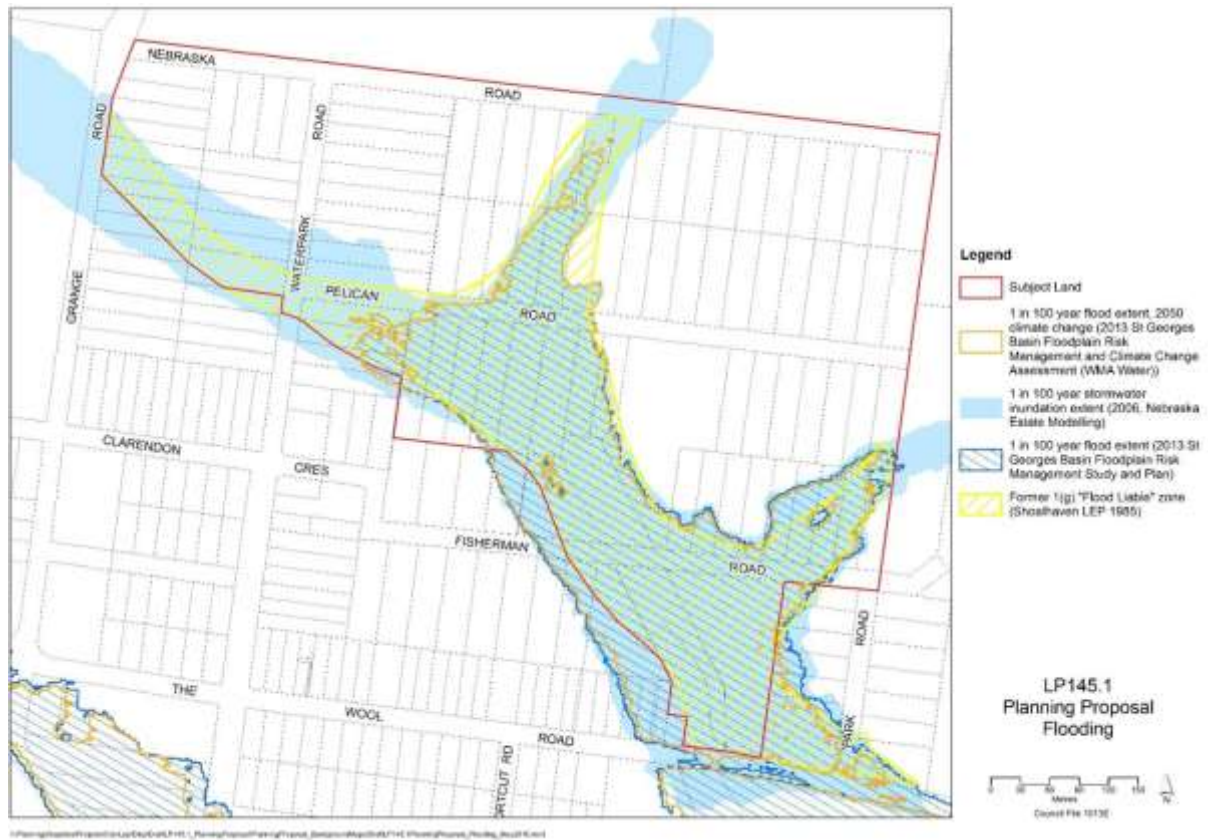 NEBRASKA
ROAD
ROAD
ROAD
WATERPARK
PELICAN
ROAD
ORANGE
CLARENDON
CRES
FISHERMAN
ROAD
ROAD
PARK
THE
WOOL
ROAD
ORTCUT RD
Legend
Subject Land
1 in 100 year flood extent, 2050
climate change (2013 St Georges
Basin Floodplain Risk
Management and Climate Change
Assessment (WMA Water))
1 in 100 year stormwater
inundation extent (2006, Nebraska
Estate Modelling)
1 in 100 year flood extent (2013 St
Georges Basin Floodplain Risk
Management Study and Plan)
Former 1(g) "Flood Liable" zone
(Shoalhaven LEP 1985)
LP145.1
Planning Proposal
Flooding
Metres
N